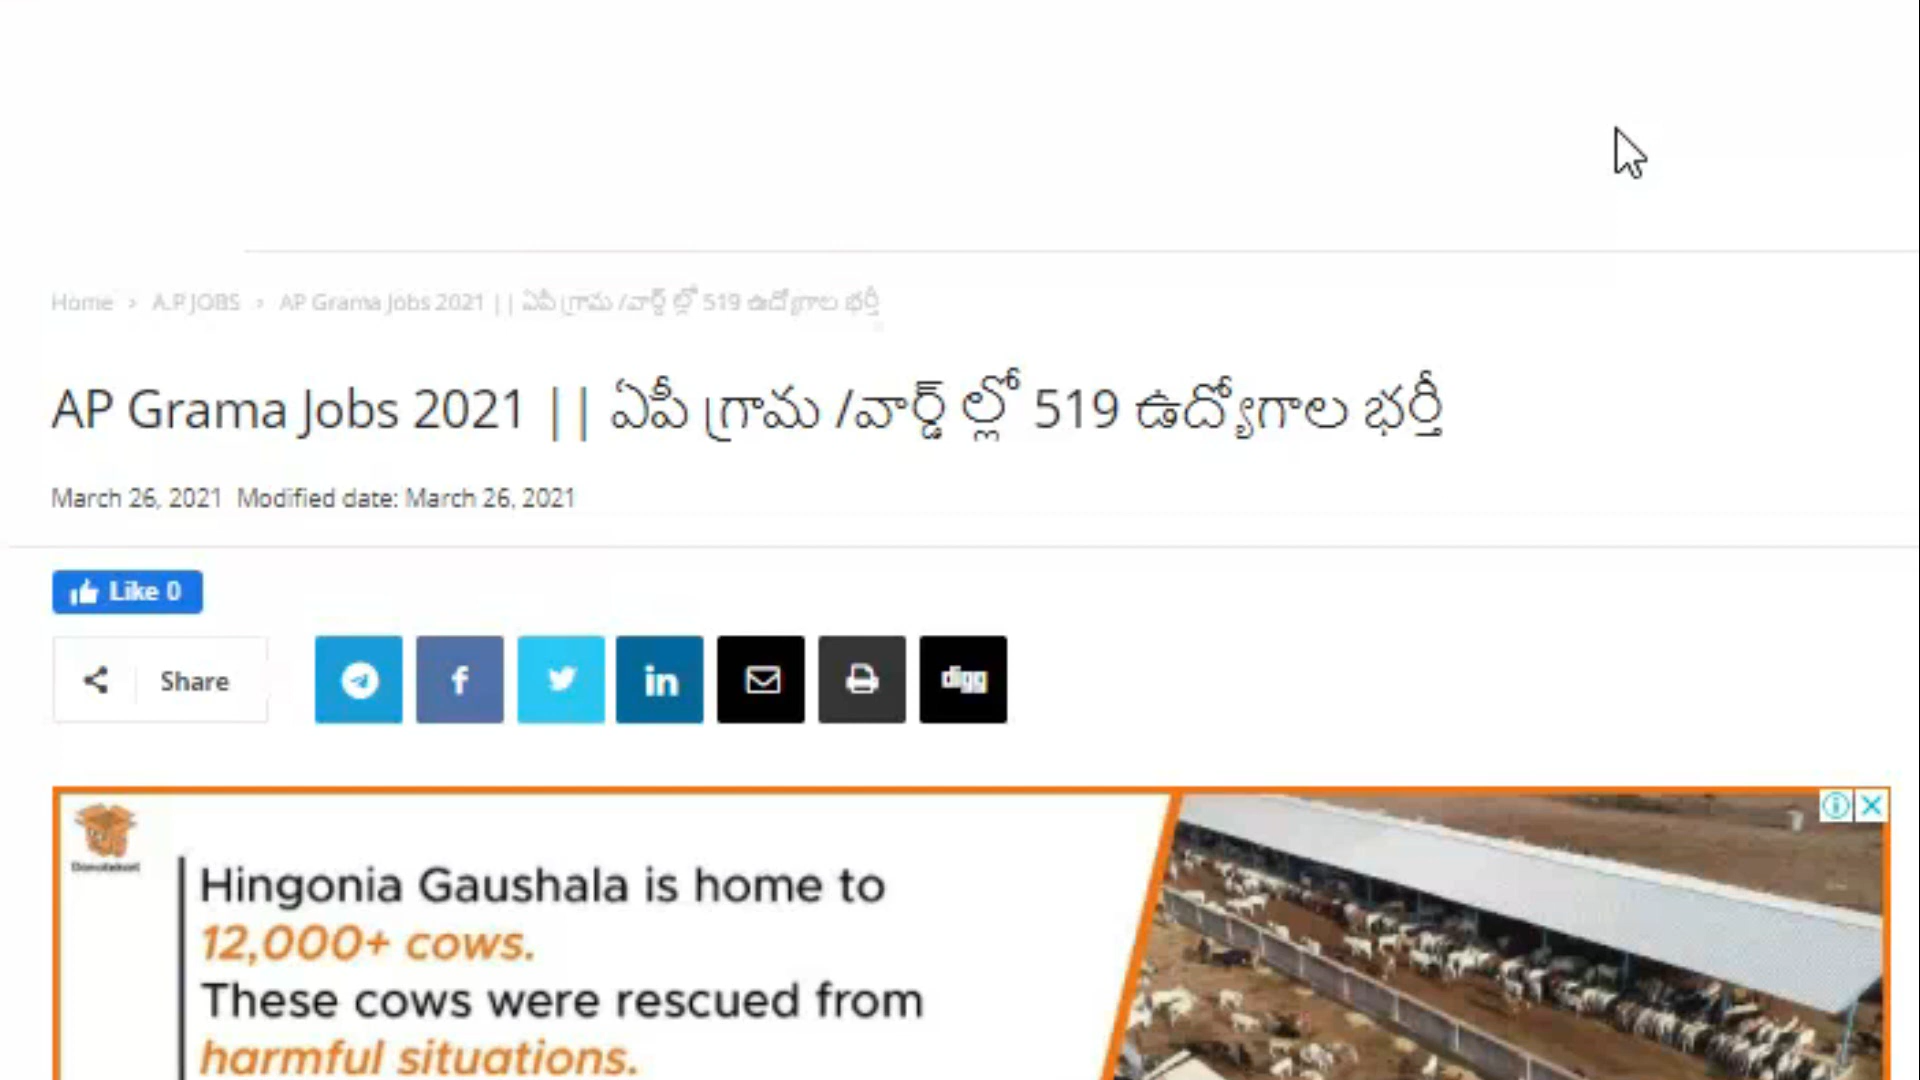 Home > A.P JOBS > AP Grama Jobs 2021 || ఏపీ గ్రామ /వార్డ్ ల్లో 519 ఉద్యోగాల భర్తీ
AP Grama Jobs 2021 || ఏపీ గ్రామ /వార్డ్ ల్లో 519 ఉద్యోగాల భర్తీ
March 26, 2021 Modified date: March 26, 2021
Like 0
Share
f
in
digg
Hingonia Gaushala is home to
12,000+ cows.
These cows were rescued from
harmful situations.